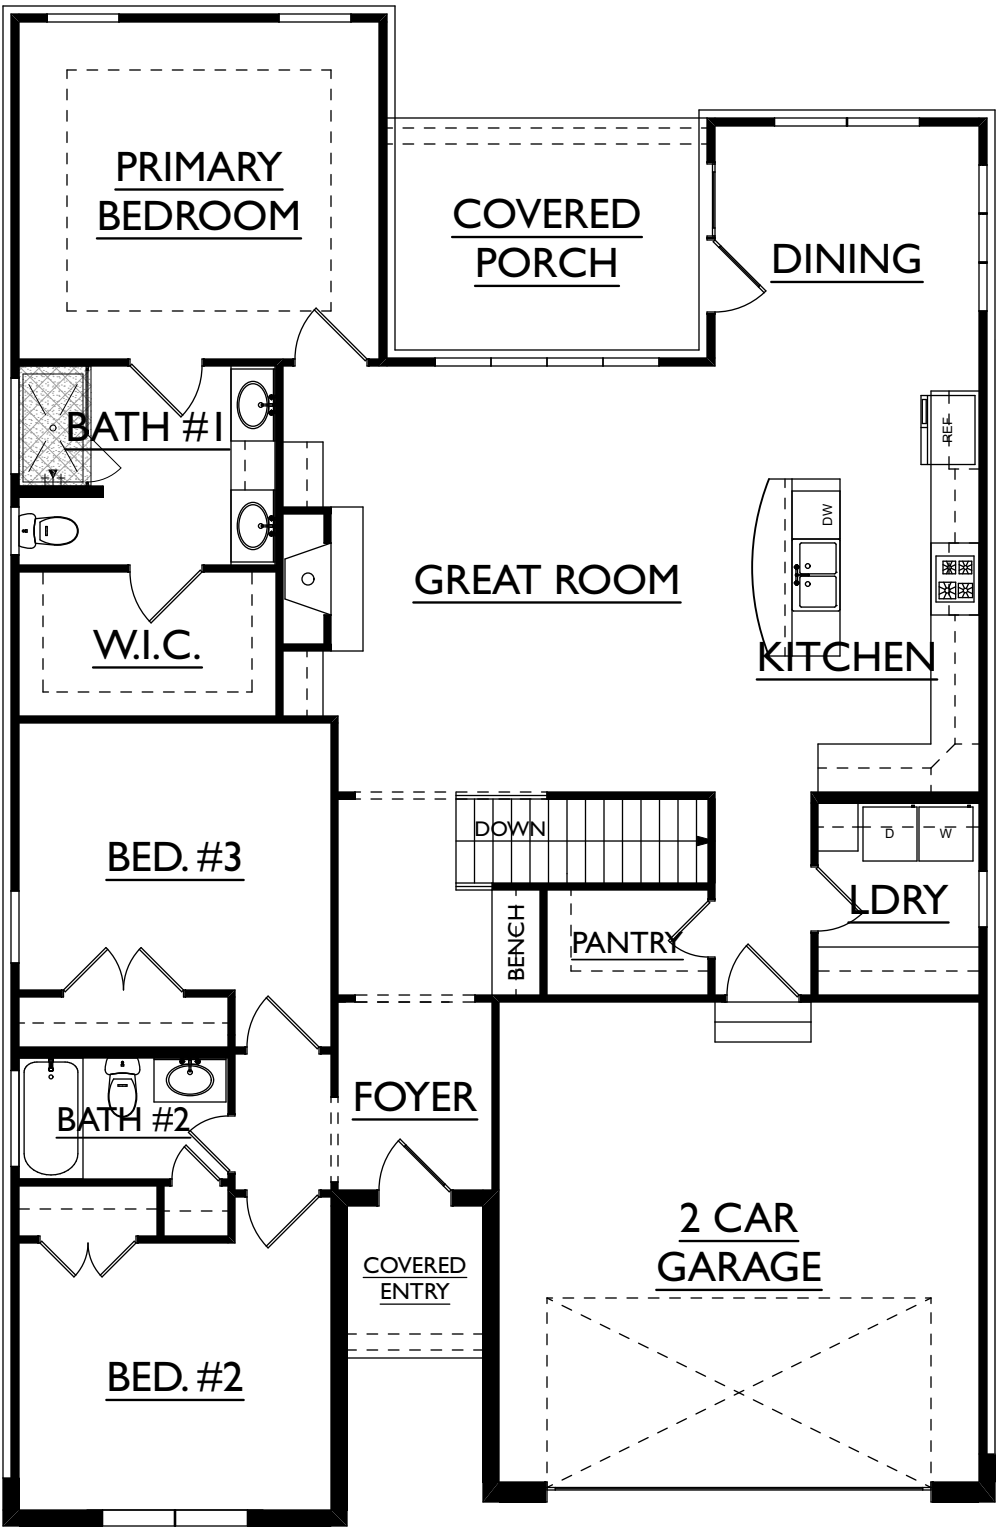 PRIMARY
BEDROOM
COVERED
PORCH
DINING
BATH #1
REF
DW
GREAT ROOM
W.I.C.
KITCHEN
DOWN
D
W
BED. #3
LDRY
BENCH
PANTRY
FOYER
BATH #2
2 CAR
GARAGE
COVERED
ENTRY
BED. #2